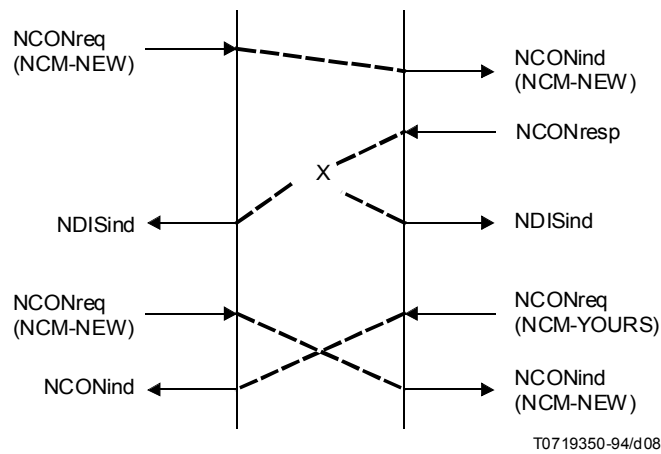 NCONreq
(NCM-NEW)
NCONind
(NCM-NEW)
NCONresp
X
NDISind
NDISind
NCONreq
(NCM-NEW)
NCONreq
(NCM-YOURS)
NCONind
NCONind
(NCM-NEW)
T0719350-94/d08